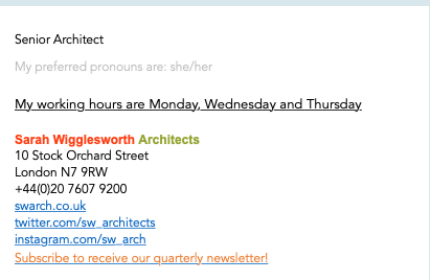 Senior Architect
My preferred pronouns are: she/her
My working hours are Monday, Wednesday and Thursday
Sarah Wigglesworth Architects
10 Stock Orchard Street
London N7 9RW
+44(0)20 7607 9200
swarch.co.uk
twitter.com/sw_architects
instagram.com/sw_arch
Subscribe to receive our quarterly newsletter!